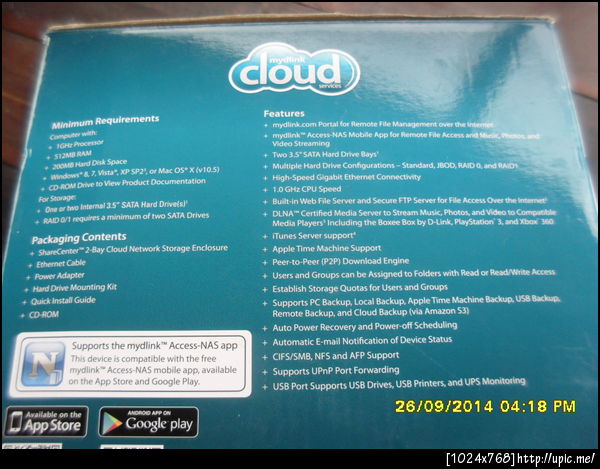 mydlink
cloud
services
Minimum Requirements
Computer with:
+ 1GHz Processor
+ 512MB RAM
+ 200MB Hard Disk Space
+ Windows® 8, 7, Vista®, XP SP2³, or Mac OS® X (v10.5)
+ CD-ROM Drive to View Product Documentation
For Storage:
+ One or two Internal 3.5" SATA Hard Drive(s)¹
+ RAID 0/1 requires a minimum of two SATA Drives
Packaging Contents
+ ShareCenter™ 2-Bay Cloud Network Storage Enclosure
+ Ethernet Cable
+ Power Adapter
+ Hard Drive Mounting Kit
+ Quick Install Guide
+ CD-ROM
Supports the mydlink™ Access-NAS app
This device is compatible with the free
mydlink™ Access-NAS mobile app, available
on the App Store and Google Play.
Available on the
App Store
ANDROID APP ON
Google play
Features
+ mydlink.com Portal for Remote File Management over the Internet
+ mydlink™ Access-NAS Mobile App for Remote File Access and Music, Photos, and
Video Streaming
+ Two 3.5" SATA Hard Drive Bays¹
+ Multiple Hard Drive Configurations – Standard, JBOD, RAID 0, and RAID1
+ High-Speed Gigabit Ethernet Connectivity
+ 1.0 GHz CPU Speed
+ Built-in Web File Server and Secure FTP Server for File Access Over the Internet²
+ DLNA™ Certified Media Server to Stream Music, Photos, and Video to Compatible
Media Players³ Including the Boxee Box by D-Link, PlayStation® 3, and Xbox® 360
+ iTunes Server support⁴
+ Apple Time Machine Support
+ Peer-to-Peer (P2P) Download Engine
+ Users and Groups can be Assigned to Folders with Read or Read/Write Access
+ Establish Storage Quotas for Users and Groups
+ Supports PC Backup, Local Backup, Apple Time Machine Backup, USB Backup,
Remote Backup, and Cloud Backup (via Amazon S3)
+ Auto Power Recovery and Power-off Scheduling
+ Automatic E-mail Notification of Device Status
+ CIFS/SMB, NFS and AFP Support
+ Supports UPnP Port Forwarding
+ USB Port Supports USB Drives, USB Printers, and UPS Monitoring
26/09/2014 04:18 PM
[1024x768]http://upic.me/